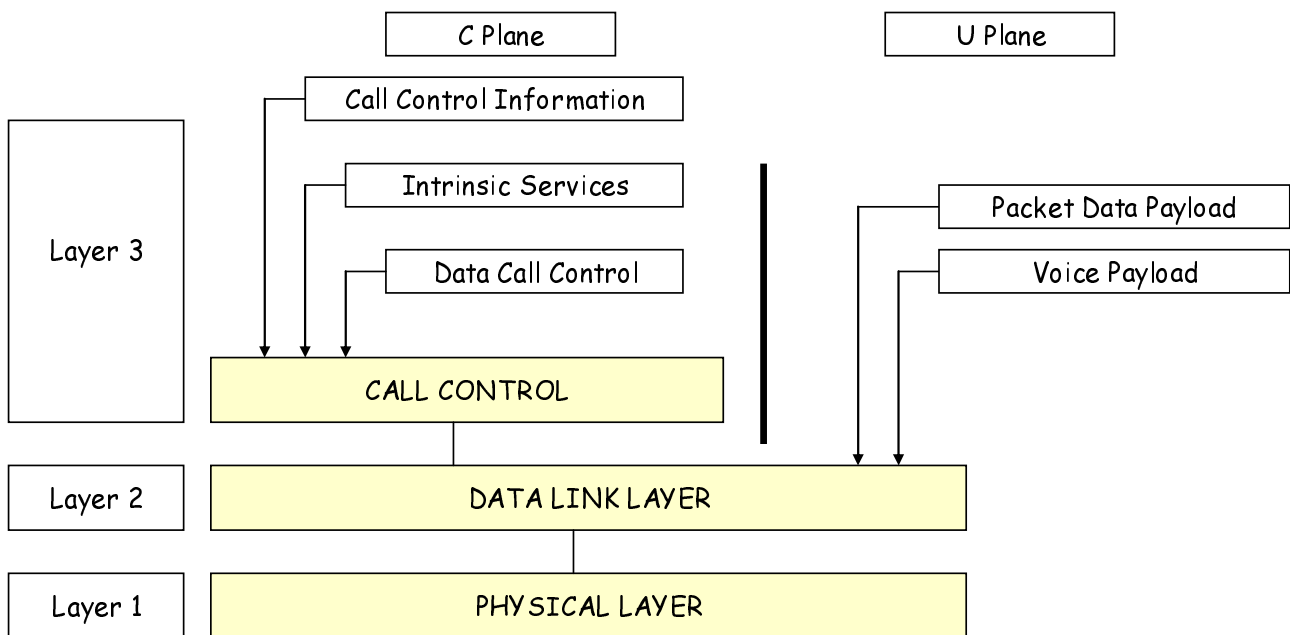 C Plane
U Plane
Call Control Information
Intrinsic Services
Packet Data Payload
Layer 3
Data Call Control
Voice Payload
CALL CONTROL
Layer 2
DATA LINK LAYER
Layer 1
PHYSICAL LAYER